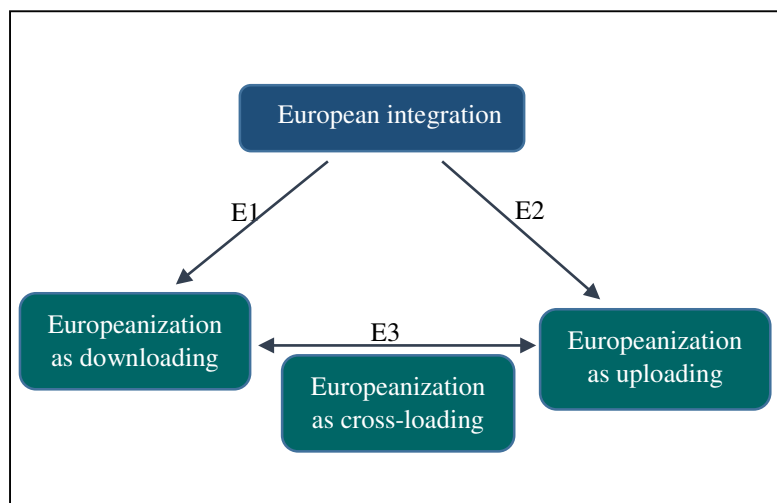 European integration
E1
E2
Europeanization
as downloading
E3
Europeanization
as cross-loading
Europeanization
as uploading